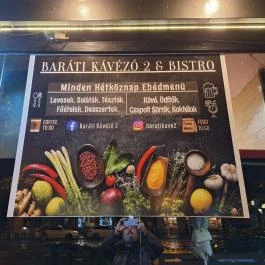 BARÁTI KÁVÉZÓ 2 & BISTRO
Minden Hétköznap Ebédmenü
Levesek, Saláták, Tészták,
Főételek, Desszertek.
Kávé, Üdítők,
Csapolt Sörök, Koktélok
COFFEE
TO GO
Baráti Kávézó 2
baratikave2
FOOD
TO GO